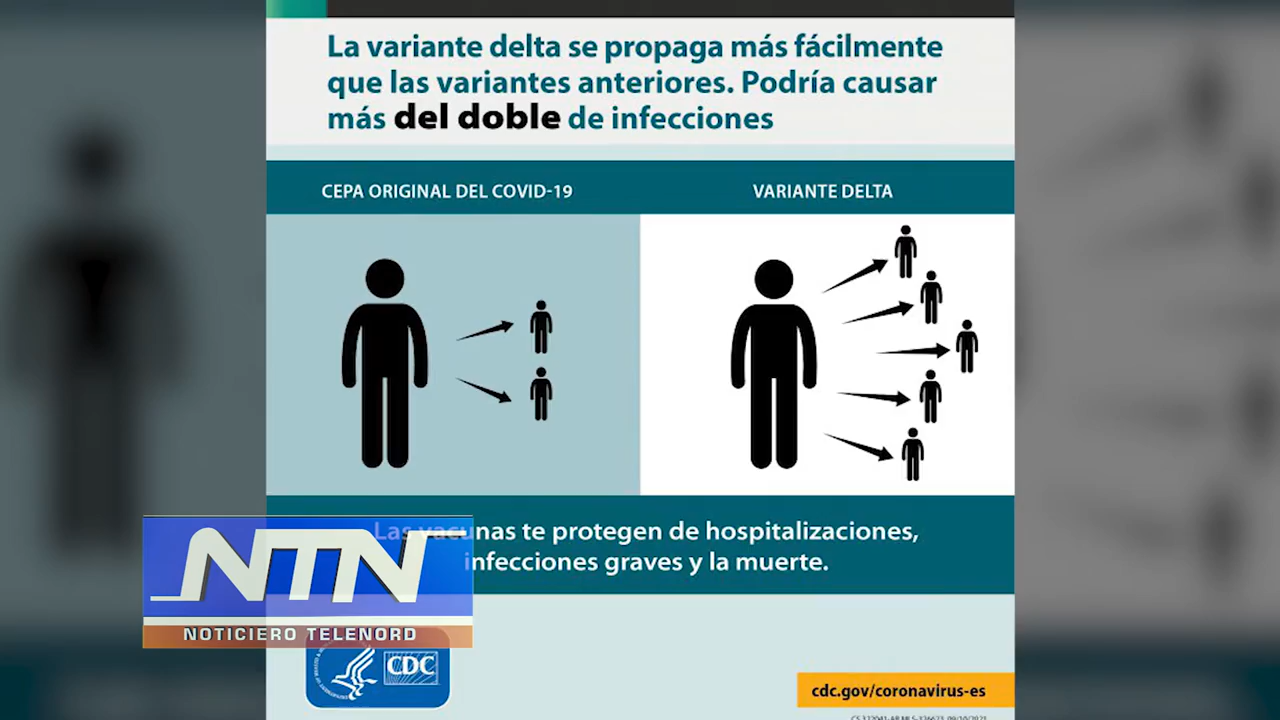 La variante delta se propaga más fácilmente
que las variantes anteriores. Podría causar
más del doble de infecciones
CEPA ORIGINAL DEL COVID-19
VARIANTE DELTA
Las vacunas te protegen de hospitalizaciones,
infecciones graves y la muerte.
NTN
NOTICIERO TELENORD
CDC
cdc.gov/coronavirus-es